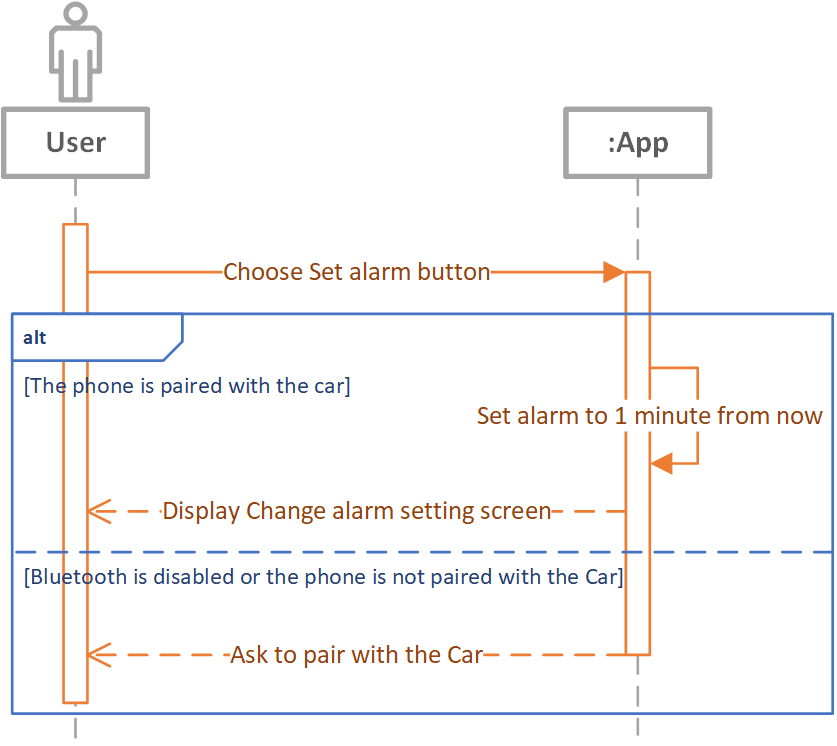 User
:App
Choose Set alarm button
alt
[The phone is paired with the car]
Set alarm to 1 minute from now
Display Change alarm setting screen
[Bluetooth is disabled or the phone is not paired with the Car]
Ask to pair with the Car